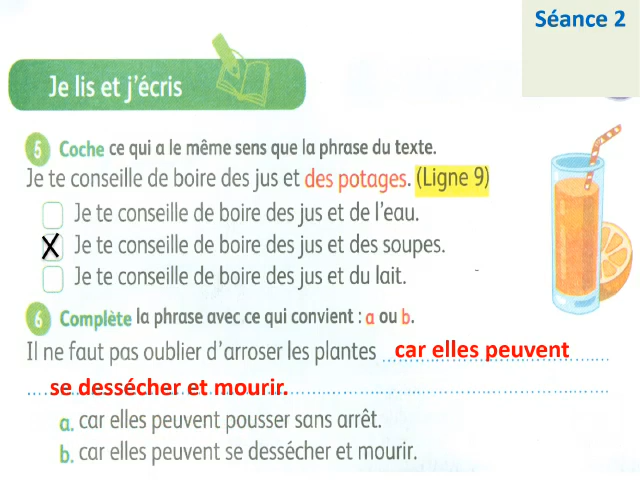 Séance 2
Je lis et j'écris
5 Coche ce qui a le même sens que la phrase du texte.
Je te conseille de boire des jus et des potages. (Ligne 9)
Je te conseille de boire des jus et de l'eau.
X Je te conseille de boire des jus et des soupes.
Je te conseille de boire des jus et du lait.
6 Complète la phrase avec ce qui convient : a ou b.
Il ne faut pas oublier d'arroser les plantes car elles peuvent
se dessécher et mourir.
a. car elles peuvent pousser sans arrêt.
b. car elles peuvent se dessécher et mourir.